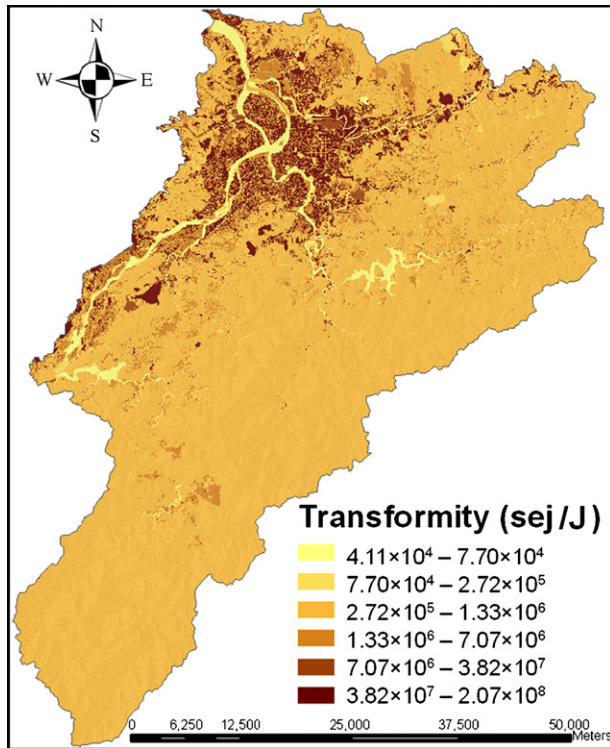 N
W E
S
Transformity (sej/J)
4.11×10⁴ – 7.70×10⁴
7.70×10⁴ – 2.72×10⁵
2.72×10⁵ – 1.33×10⁶
1.33×10⁶ – 7.07×10⁶
7.07×10⁶ – 3.82×10⁷
3.82×10⁷ – 2.07×10⁸
0 6,250 12,500 25,000 37,500 50,000
Meters